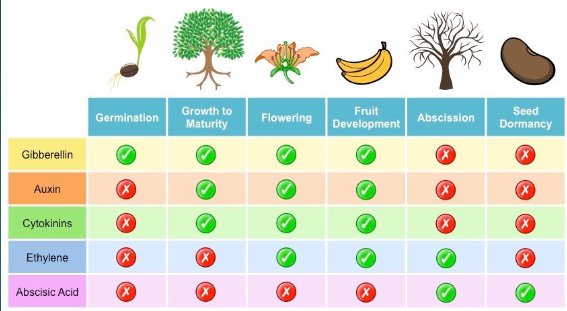 Germination
Growth to
Maturity
Flowering
Fruit
Development
Abscission
Seed
Dormancy
Gibberellin
Auxin
Cytokinins
Ethylene
Abscisic Acid